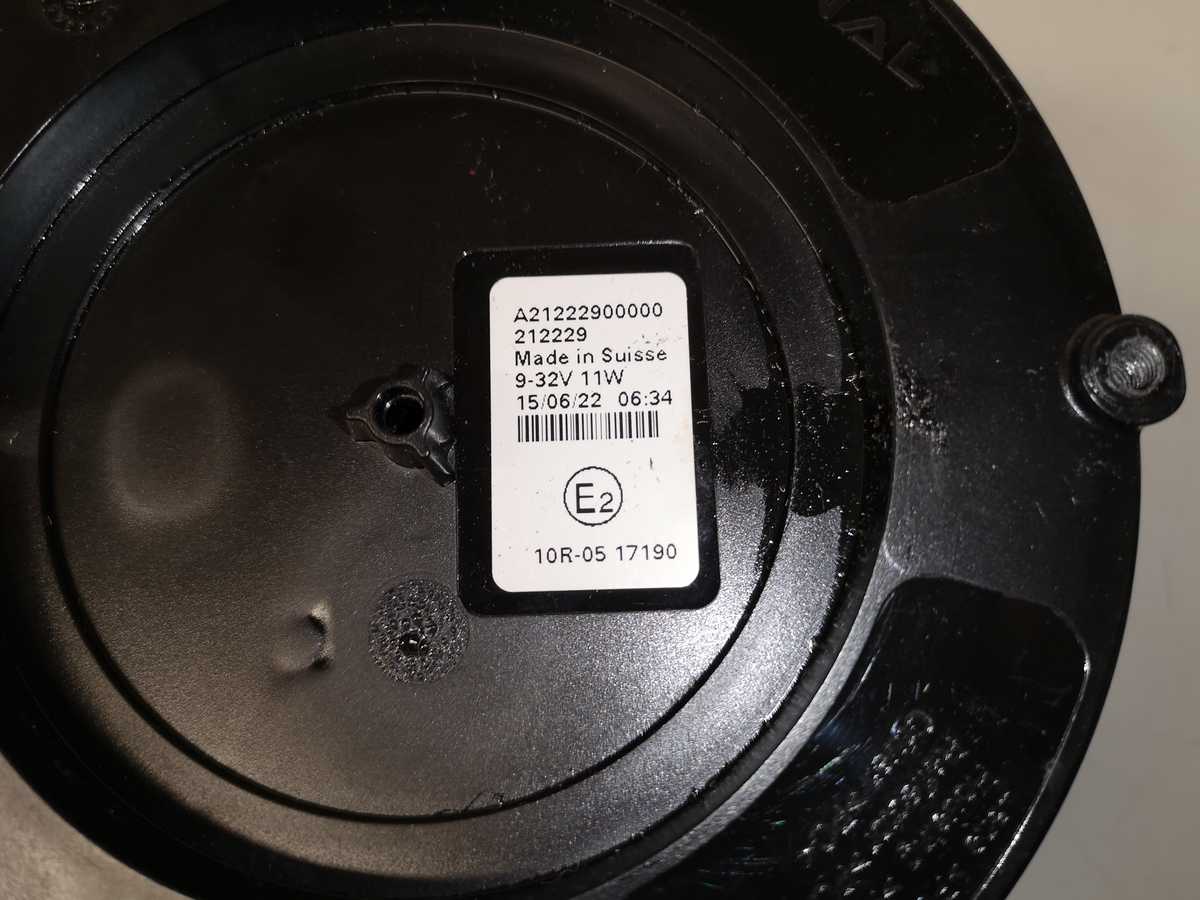 A21222900000
212229
Made in Suisse
9-32V 11W
15/06/22 06:34
E2
10R-05 17190